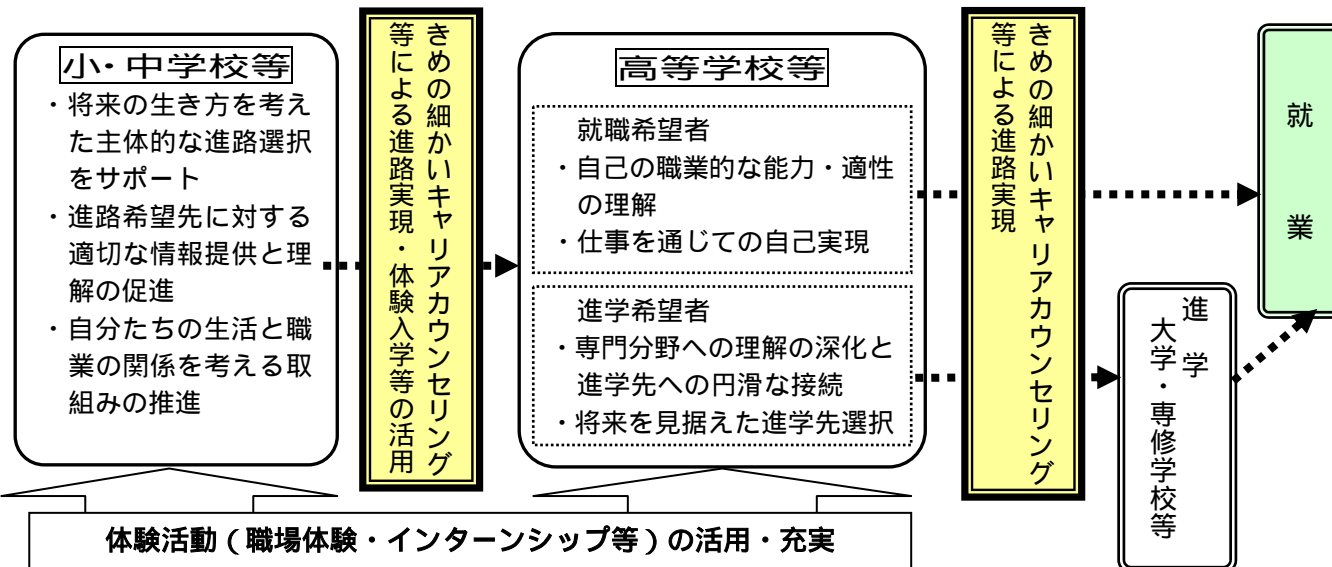 小・中学校等
・将来の生き方を考え
た主体的な進路選択
をサポート
・進路希望先に対する
適切な情報提供と理
解の促進
・自分たちの生活と職
業の関係を考える取
組みの推進
きめの細かいキャリアカウンセリング
等による進路実現・体験入学等の活用
高等学校等
就職希望者
・自己の職業的な能力・適性
の理解
・仕事を通じての自己実現
進学希望者
・専門分野への理解の深化と
進学先への円滑な接続
・将来を見据えた進学先選択
きめの細かいキャリアカウンセリング
等による進路実現
進学
大学・専修学校等
就業
体験活動(職場体験・インターンシップ等)の活用・充実